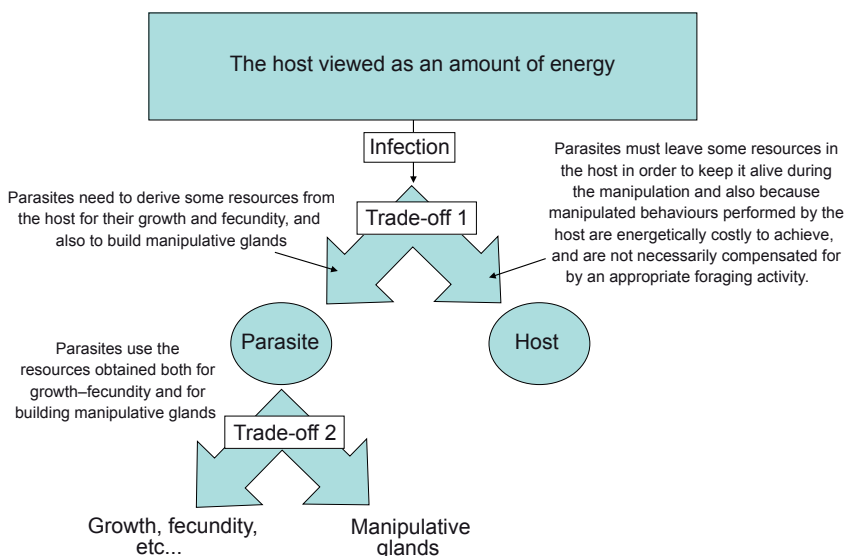 The host viewed as an amount of energy
Infection
Parasites must leave some resources in
the host in order to keep it alive during
the manipulation and also because
manipulated behaviours performed by the
host are energetically costly to achieve,
and are not necessarily compensated for
by an appropriate foraging activity.
Parasites need to derive some resources from
the host for their growth and fecundity, and
also to build manipulative glands
Trade-off 1
Parasite
Host
Parasites use the
resources obtained both for
growth–fecundity and for
building manipulative glands
Trade-off 2
Growth, fecundity,
etc...
Manipulative
glands